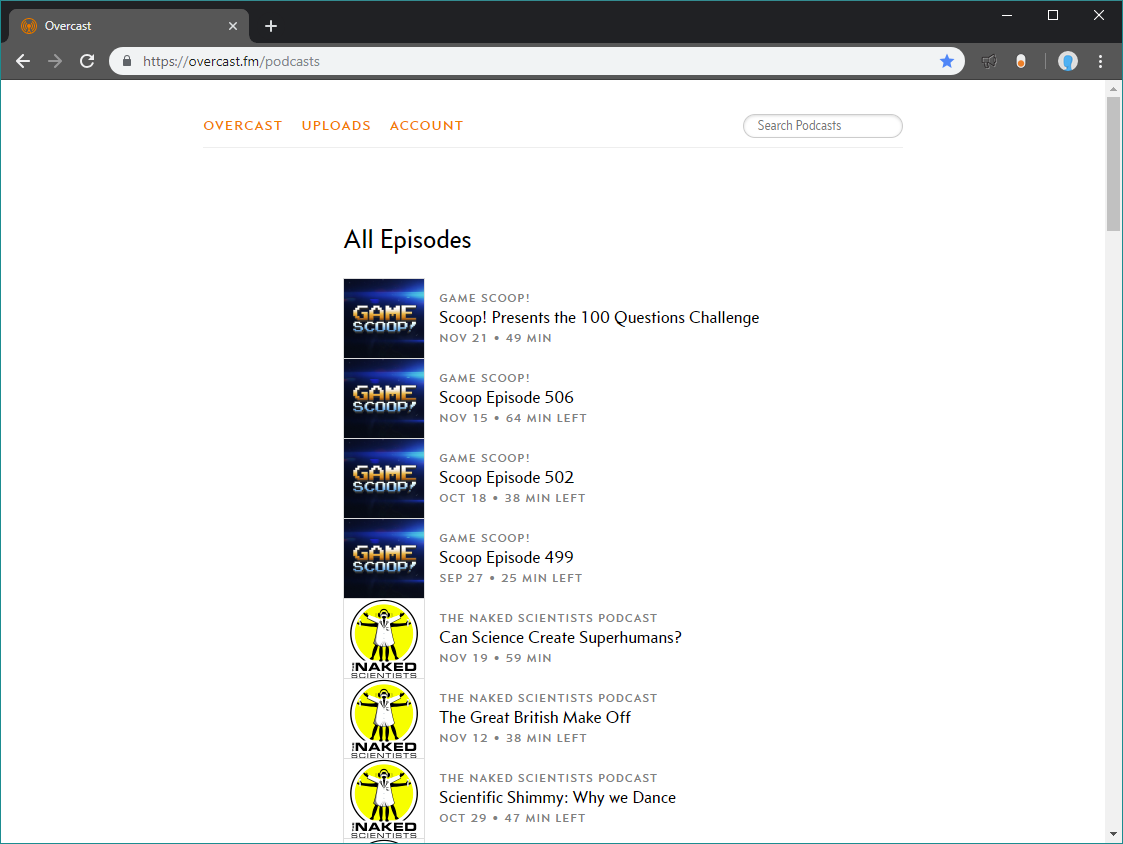 Overcast
https://overcast.fm/podcasts
OVERCAST UPLOADS ACCOUNT
Search Podcasts
All Episodes
GAME SCOOP!
GAME SCOOP!
Scoop! Presents the 100 Questions Challenge
NOV 21 • 49 MIN
GAME SCOOP!
GAME SCOOP!
Scoop Episode 506
NOV 15 • 64 MIN LEFT
GAME SCOOP!
GAME SCOOP!
Scoop Episode 502
OCT 18 • 38 MIN LEFT
GAME SCOOP!
GAME SCOOP!
Scoop Episode 499
SEP 27 • 25 MIN LEFT
THE NAKED SCIENTISTS
THE NAKED SCIENTISTS PODCAST
Can Science Create Superhumans?
NOV 19 • 59 MIN
THE NAKED SCIENTISTS
THE NAKED SCIENTISTS PODCAST
The Great British Make Off
NOV 12 • 38 MIN LEFT
THE NAKED SCIENTISTS
THE NAKED SCIENTISTS PODCAST
Scientific Shimmy: Why we Dance
OCT 29 • 47 MIN LEFT